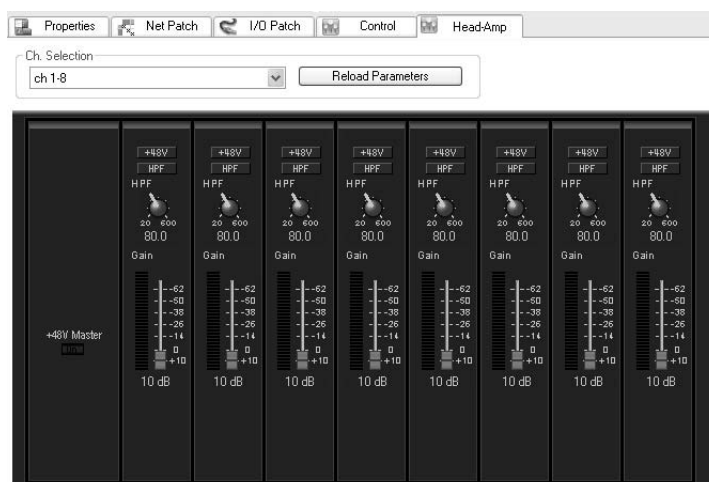 Properties Net Patch I/O Patch Control Head-Amp
Ch. Selection
ch 1-8 Reload Parameters
+48V +48V +48V +48V +48V +48V +48V +48V
HPF HPF HPF HPF HPF HPF HPF HPF
HPF HPF HPF HPF HPF HPF HPF HPF
20 600 20 600 20 600 20 600 20 600 20 600 20 600 20 600
80.0 80.0 80.0 80.0 80.0 80.0 80.0 80.0
Gain Gain Gain Gain Gain Gain Gain Gain
-62 -62 -62 -62 -62 -62 -62 -62
-50 -50 -50 -50 -50 -50 -50 -50
-38 -38 -38 -38 -38 -38 -38 -38
-26 -26 -26 -26 -26 -26 -26 -26
+48V Master -14 -14 -14 -14 -14 -14 -14 -14
0 0 0 0 0 0 0 0
+10 +10 +10 +10 +10 +10 +10 +10
10 dB 10 dB 10 dB 10 dB 10 dB 10 dB 10 dB 10 dB